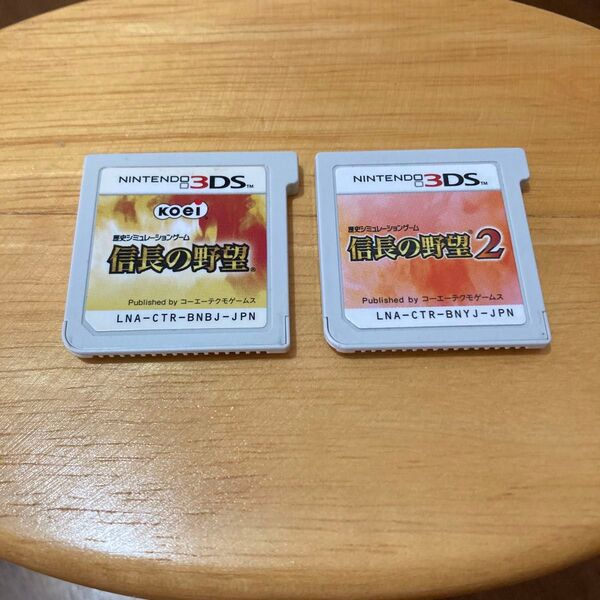 NINTENDO 3DS™
KOEI
歴史シミュレーションゲーム
信長の野望®
Published by コーエーテクモゲームス
LNA-CTR-BNBJ-JPN
NINTENDO 3DS™
歴史シミュレーションゲーム
信長の野望®2
Published by コーエーテクモゲームス
LNA-CTR-BNYJ-JPN